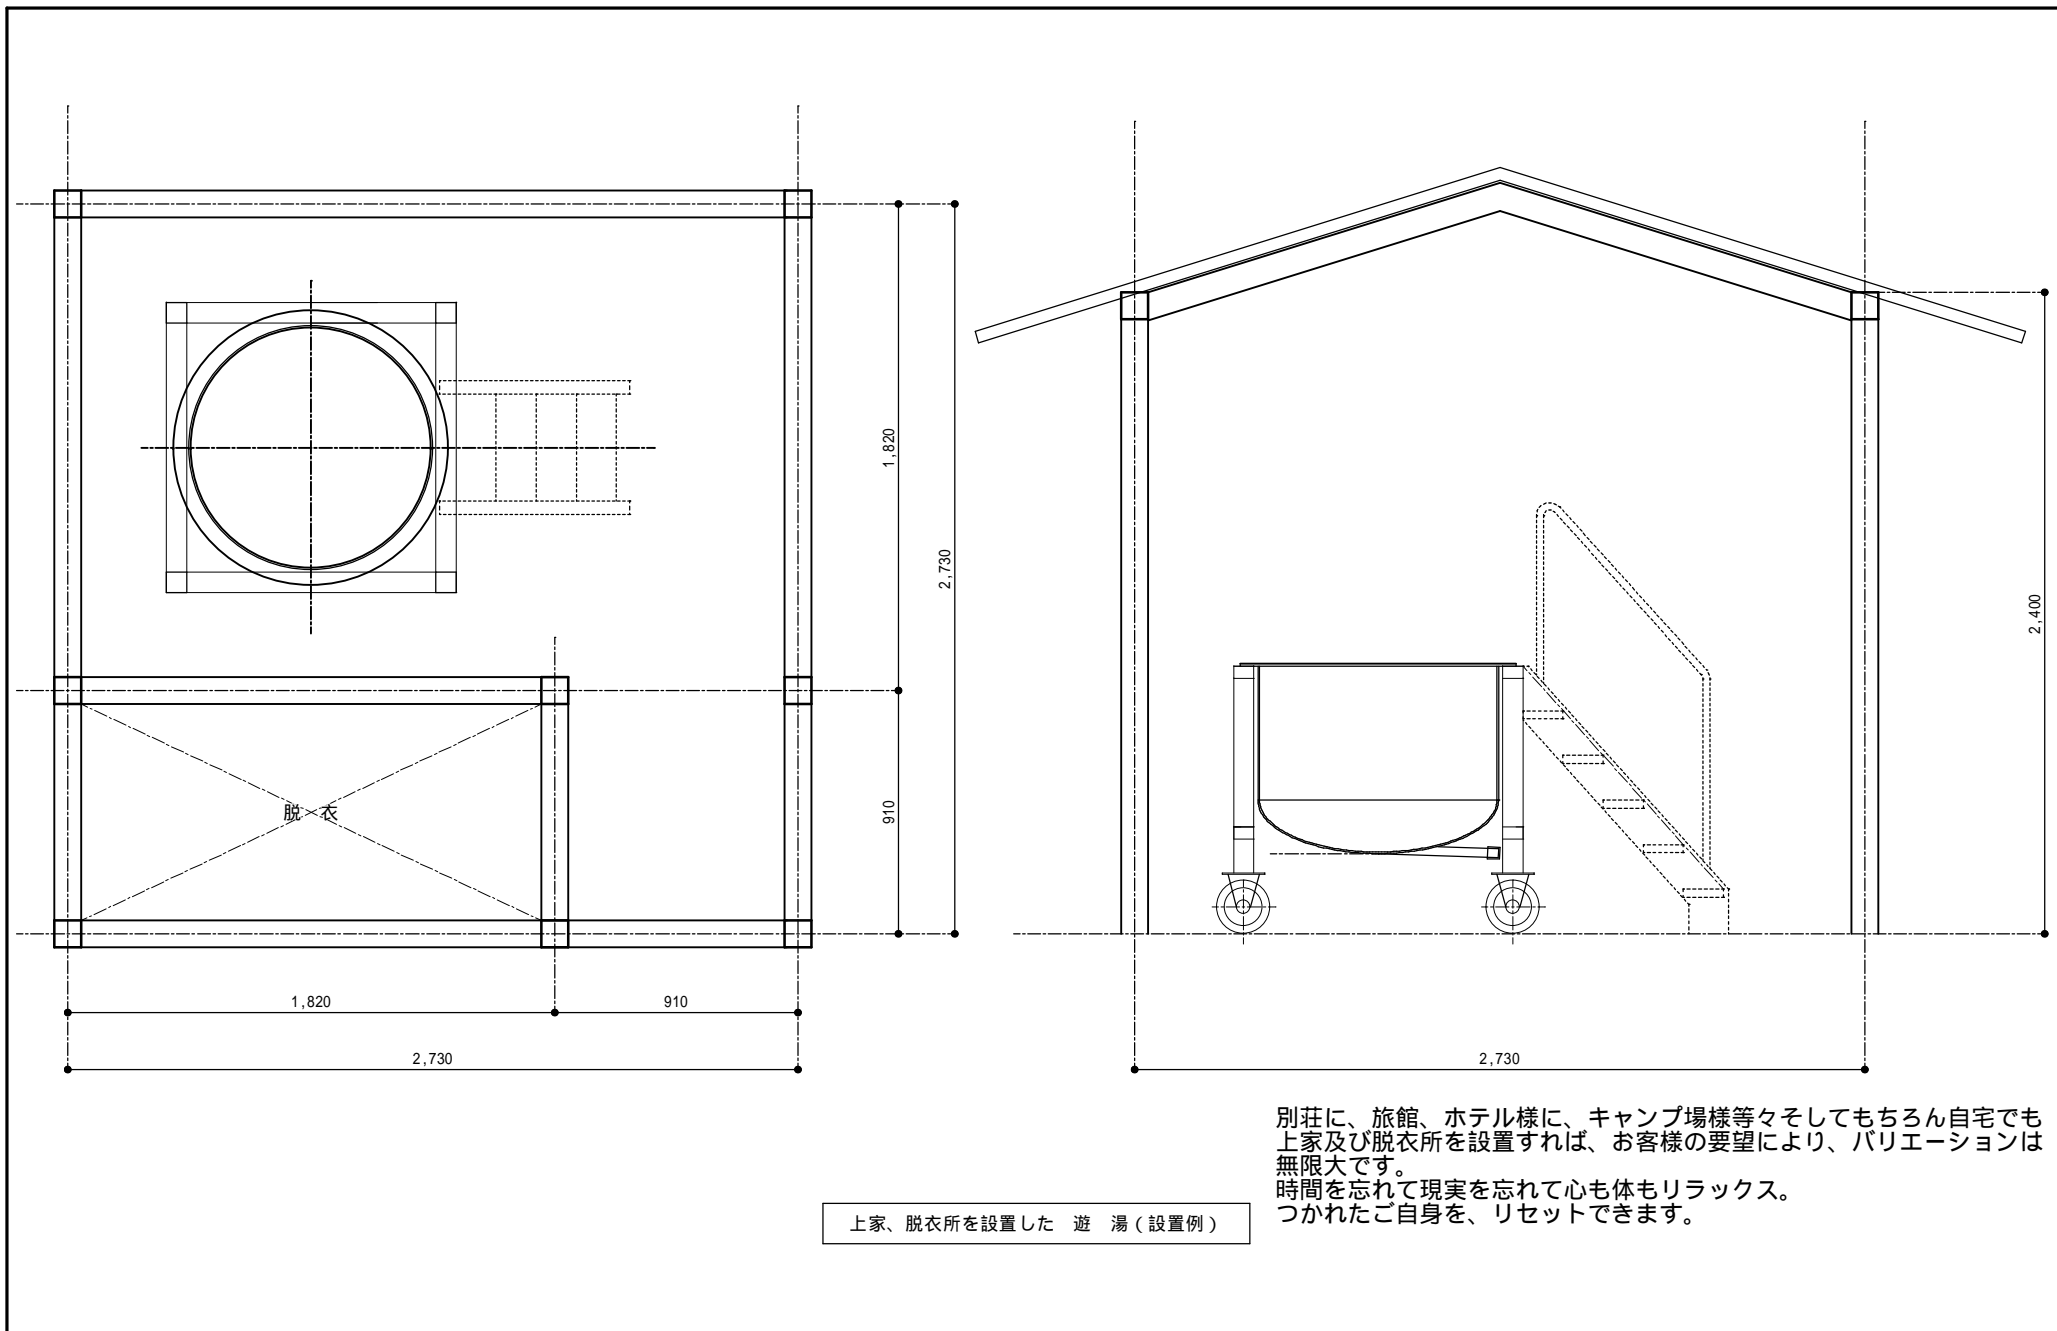 1,820
2,730
910
脱　衣
1,820
910
2,730
2,400
2,730
別荘に、旅館、ホテル様に、キャンプ場様等々そしてもちろん自宅でも
上家及び脱衣所を設置すれば、お客様の要望により、バリエーションは
無限大です。
時間を忘れて現実を忘れて心も体もリラックス。
つかれたご自身を、リセットできます。
上家、脱衣所を設置した　遊　湯（設置例）